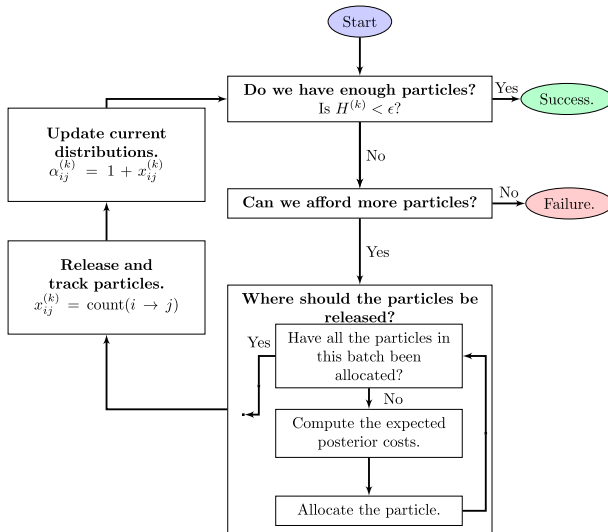 Start
Do we have enough particles?
Is H^{(k)} < ϵ?
Yes
Success.
No
Can we afford more particles?
No
Failure.
Yes
Where should the particles be
released?
Have all the particles in
this batch been
allocated?
Yes
No
Compute the expected
posterior costs.
Allocate the particle.
Release and
track particles.
x_{ij}^{(k)} = count(i → j)
Update current
distributions.
α_{ij}^{(k)} = 1 + x_{ij}^{(k)}